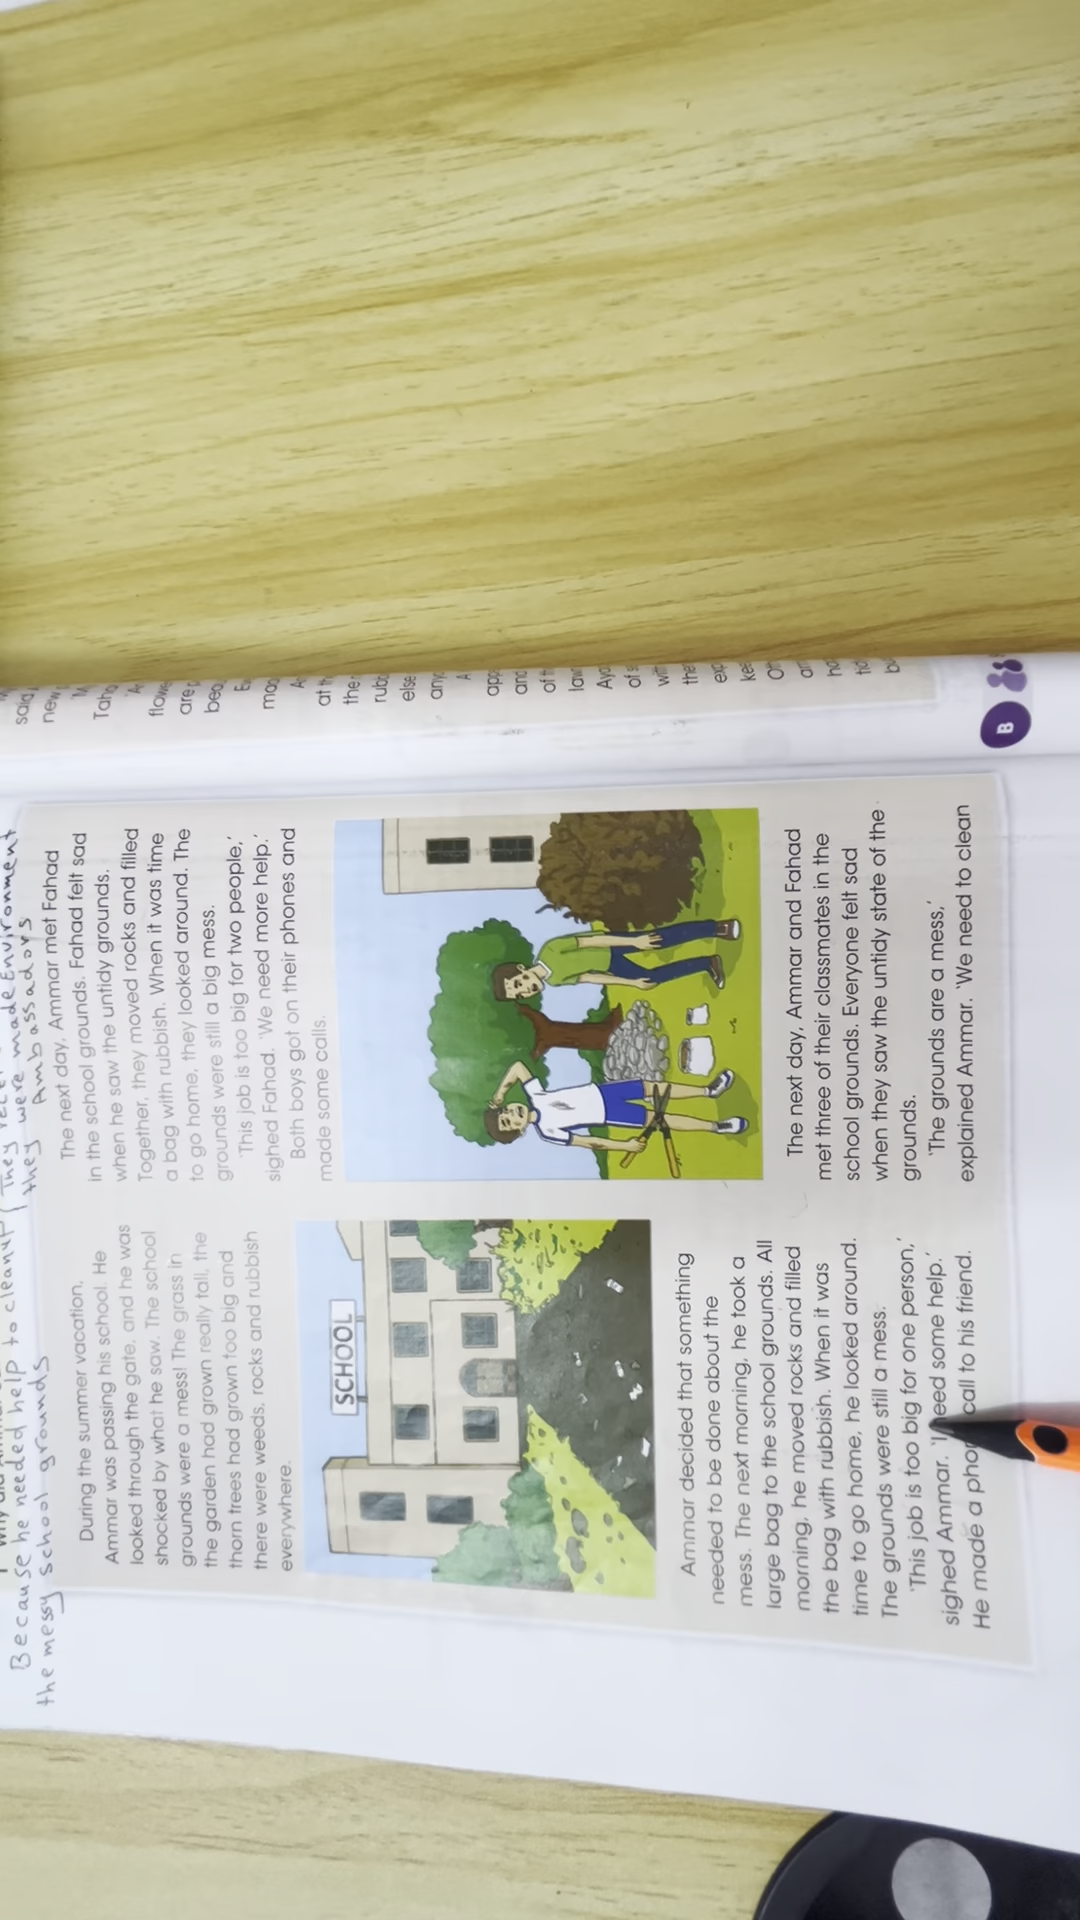 Because he needed help to cleanup
the messy school grounds
they were made Environment
Ambassadors
During the summer vacation,
Ammar was passing his school. He
looked through the gate, and he was
shocked by what he saw. The school
grounds were a mess! The grass in
the garden had grown really tall, the
thorn trees had grown too big and
there were weeds, rocks and rubbish
everywhere.
SCHOOL
Ammar decided that something
needed to be done about the
mess. The next morning, he took a
large bag to the school grounds. All
morning, he moved rocks and filled
the bag with rubbish. When it was
time to go home, he looked around.
The grounds were still a mess.
'This job is too big for one person,'
sighed Ammar. 'I need some help.'
He made a phone call to his friend.
The next day, Ammar met Fahad
in the school grounds. Fahad felt sad
when he saw the untidy grounds.
Together, they moved rocks and filled
a bag with rubbish. When it was time
to go home, they looked around. The
grounds were still a big mess.
'This job is too big for two people,'
sighed Fahad. 'We need more help.'
Both boys got on their phones and
made some calls.
The next day, Ammar and Fahad
met three of their classmates in the
school grounds. Everyone felt sad
when they saw the untidy state of the
grounds.
'The grounds are a mess,'
explained Ammar. 'We need to clean
said,
new
B